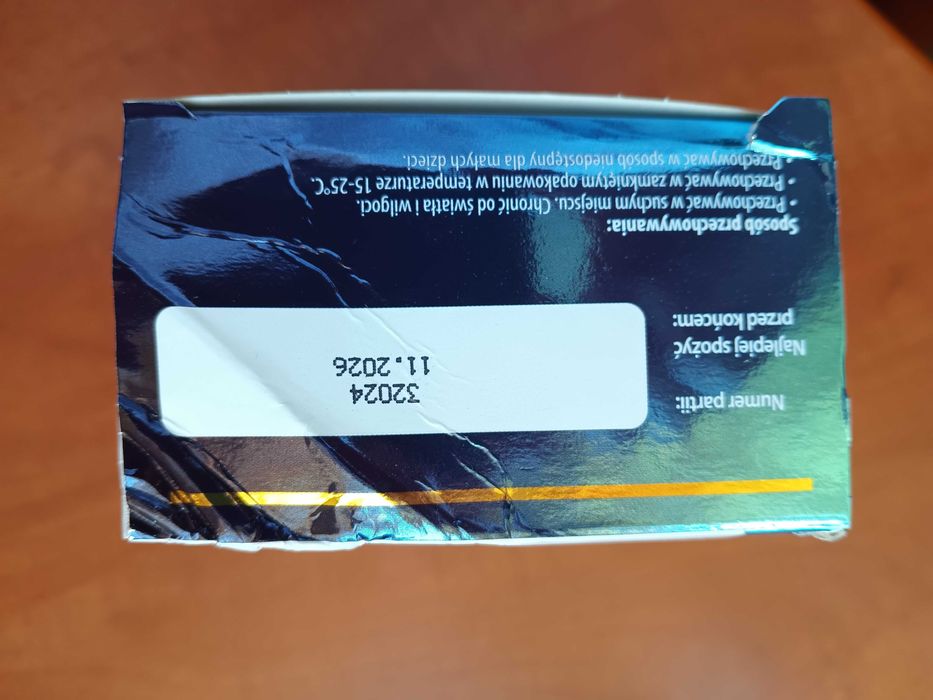 Numer partii:
32024
Najlepiej spożyć
przed końcem:
11.2026
Sposób przechowywania:
• Przechowywać w suchym miejscu. Chronić od światła i wilgoci.
• Przechowywać w zamkniętym opakowaniu w temperaturze 15-25°C.
• Przechowywać w sposób niedostępny dla małych dzieci.